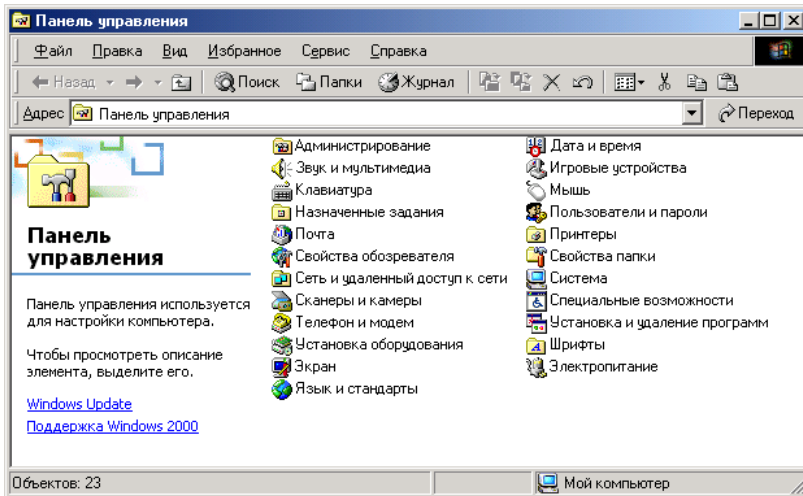 Панель управления
Файл Правка Вид Избранное Сервис Справка
Назад Поиск Папки Журнал
Адрес Панель управления Переход
Панель
управления
Панель управления используется
для настройки компьютера.
Чтобы просмотреть описание
элемента, выделите его.
Windows Update
Поддержка Windows 2000
Администрирование
Звук и мультимедиа
Клавиатура
Назначенные задания
Почта
Свойства обозревателя
Сеть и удаленный доступ к сети
Сканеры и камеры
Телефон и модем
Установка оборудования
Экран
Язык и стандарты
Дата и время
Игровые устройства
Мышь
Пользователи и пароли
Принтеры
Свойства папки
Система
Специальные возможности
Установка и удаление программ
Шрифты
Электропитание
Объектов: 23 Мой компьютер